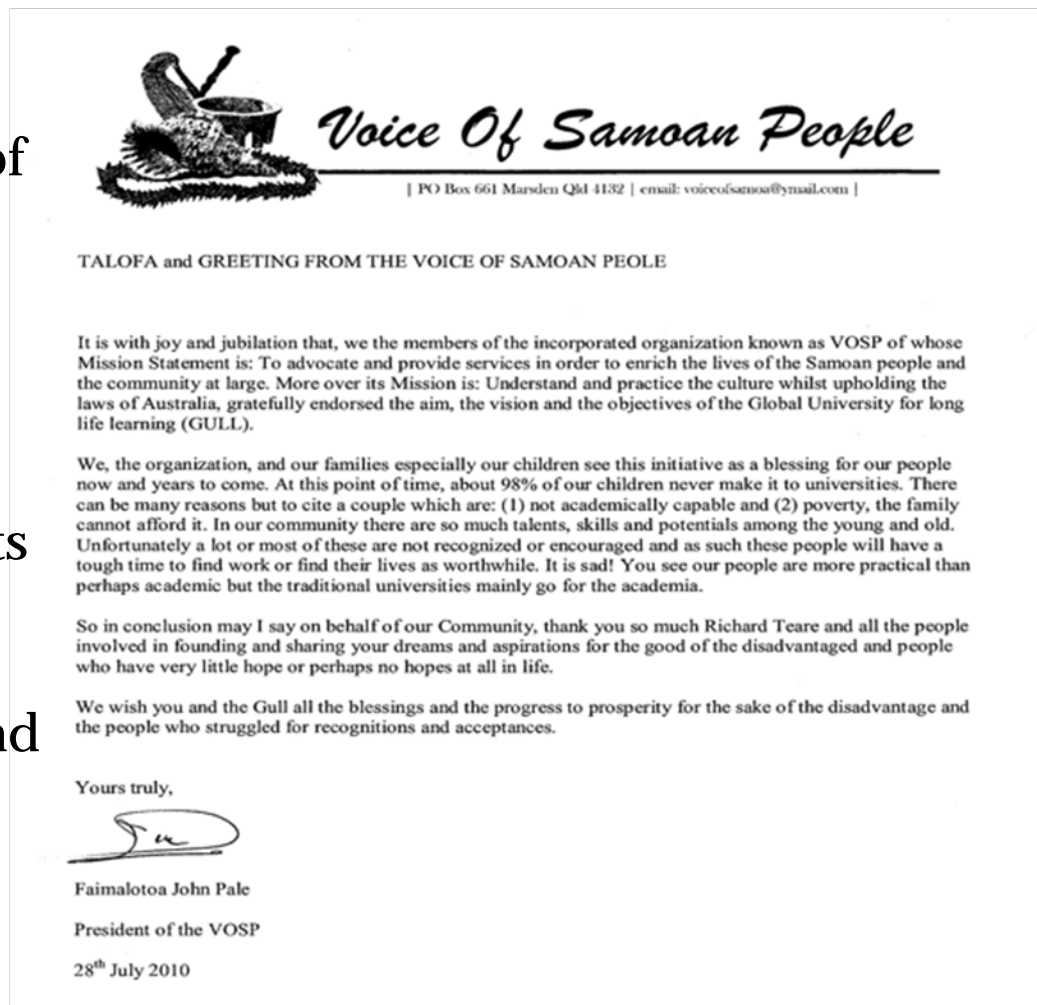 Voice Of Samoan People
| PO Box 661 Marsden Qld 4132 | email: voiceofsamoa@ymail.com |
of
TALOFA and GREETING FROM THE VOICE OF SAMOAN PEOLE
It is with joy and jubilation that, we the members of the incorporated organization known as VOSP of whose
Mission Statement is: To advocate and provide services in order to enrich the lives of the Samoan people and
the community at large. More over its Mission is: Understand and practice the culture whilst upholding the
laws of Australia, gratefully endorsed the aim, the vision and the objectives of the Global University for long
life learning (GULL).
We, the organization, and our families especially our children see this initiative as a blessing for our people
now and years to come. At this point of time, about 98% of our children never make it to universities. There
can be many reasons but to cite a couple which are: (1) not academically capable and (2) poverty, the family
cannot afford it. In our community there are so much talents, skills and potentials among the young and old.
ts
Unfortunately a lot or most of these are not recognized or encouraged and as such these people will have a
tough time to find work or find their lives as worthwhile. It is sad! You see our people are more practical than
perhaps academic but the traditional universities mainly go for the academia.
So in conclusion may I say on behalf of our Community, thank you so much Richard Teare and all the people
involved in founding and sharing your dreams and aspirations for the good of the disadvantaged and people
who have very little hope or perhaps no hopes at all in life.
We wish you and the Gull all the blessings and the progress to prosperity for the sake of the disadvantage and
the people who struggled for recognitions and acceptances.
nd
Yours truly,
Faimalotoa John Pale
President of the VOSP
28th July 2010